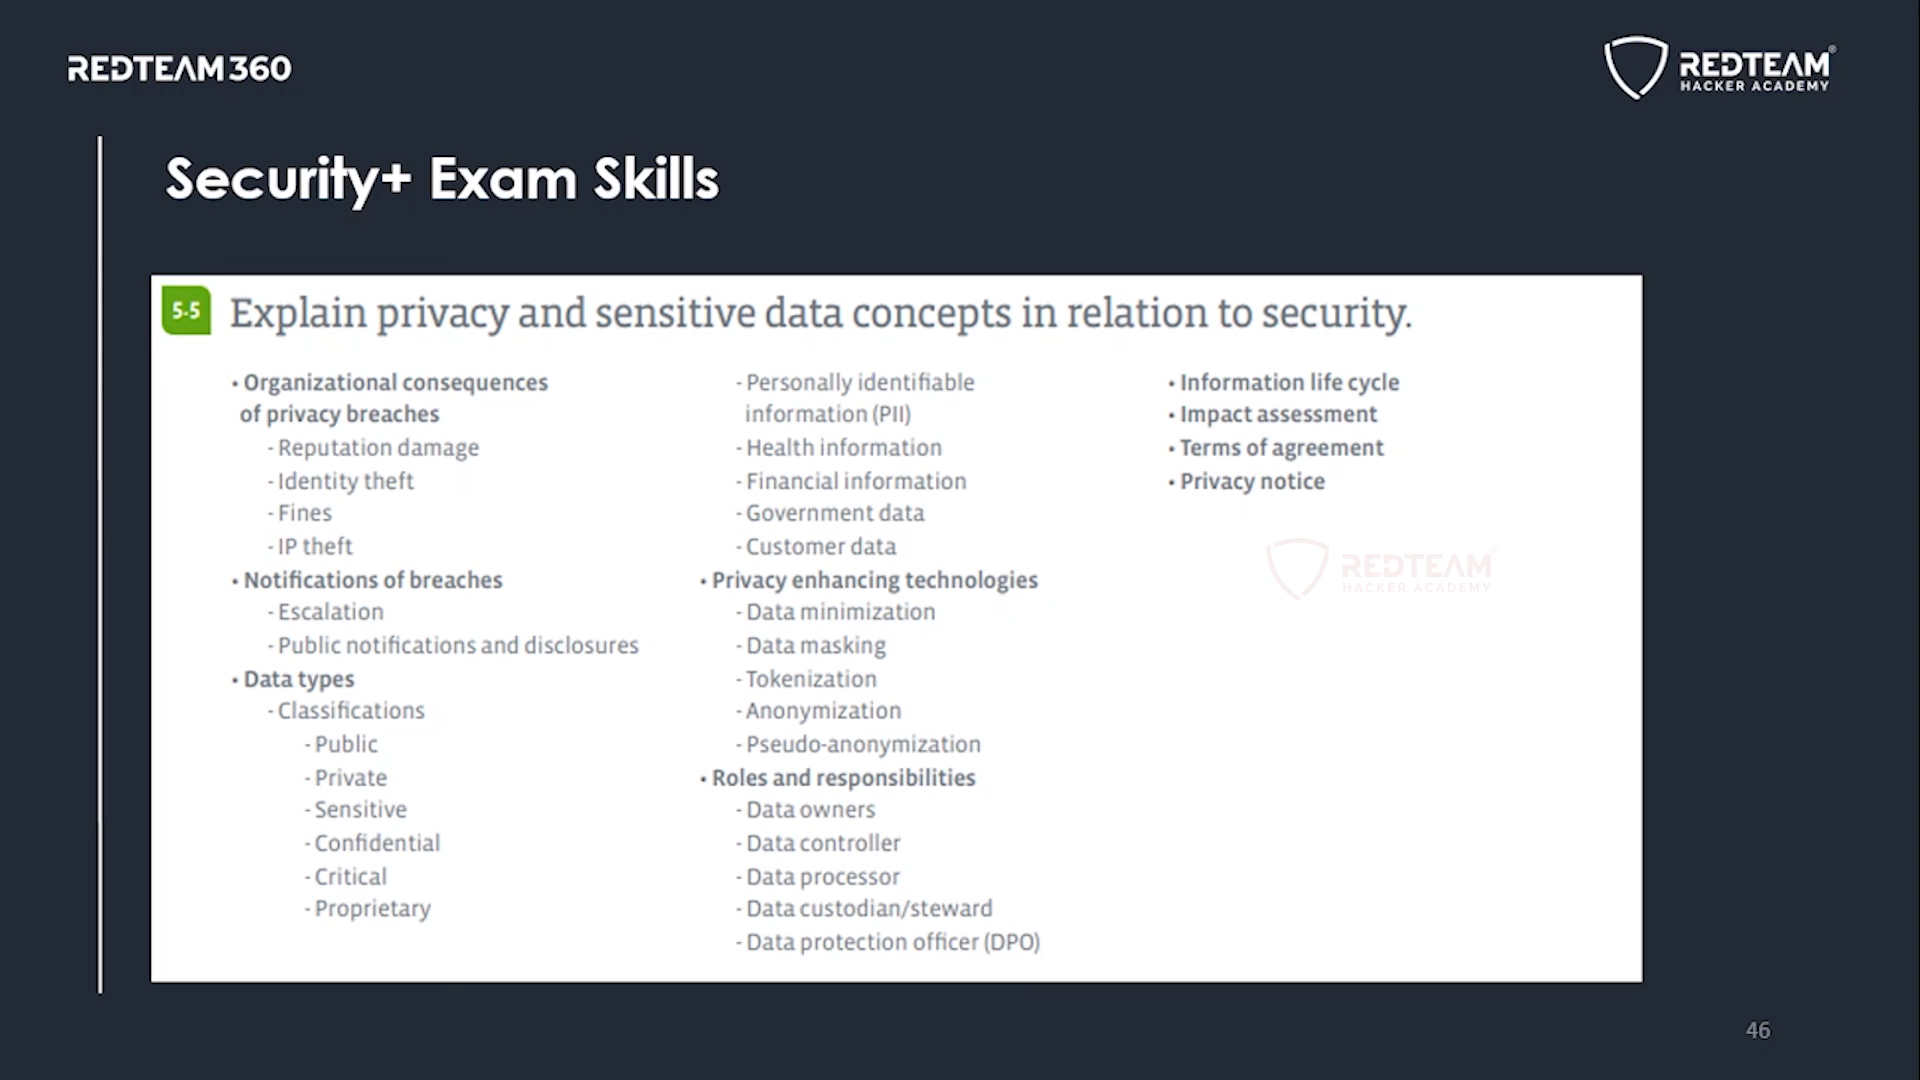 REDTEAM 360
REDTEAM®
HACKER ACADEMY
Security+ Exam Skills
5.5 Explain privacy and sensitive data concepts in relation to security.
• Organizational consequences
of privacy breaches
- Reputation damage
- Identity theft
- Fines
- IP theft
• Notifications of breaches
- Escalation
- Public notifications and disclosures
• Data types
- Classifications
- Public
- Private
- Sensitive
- Confidential
- Critical
- Proprietary
- Personally identifiable
information (PII)
- Health information
- Financial information
- Government data
- Customer data
• Privacy enhancing technologies
- Data minimization
- Data masking
- Tokenization
- Anonymization
- Pseudo-anonymization
• Roles and responsibilities
- Data owners
- Data controller
- Data processor
- Data custodian/steward
- Data protection officer (DPO)
• Information life cycle
• Impact assessment
• Terms of agreement
• Privacy notice
REDTEAM®
HACKER ACADEMY
46